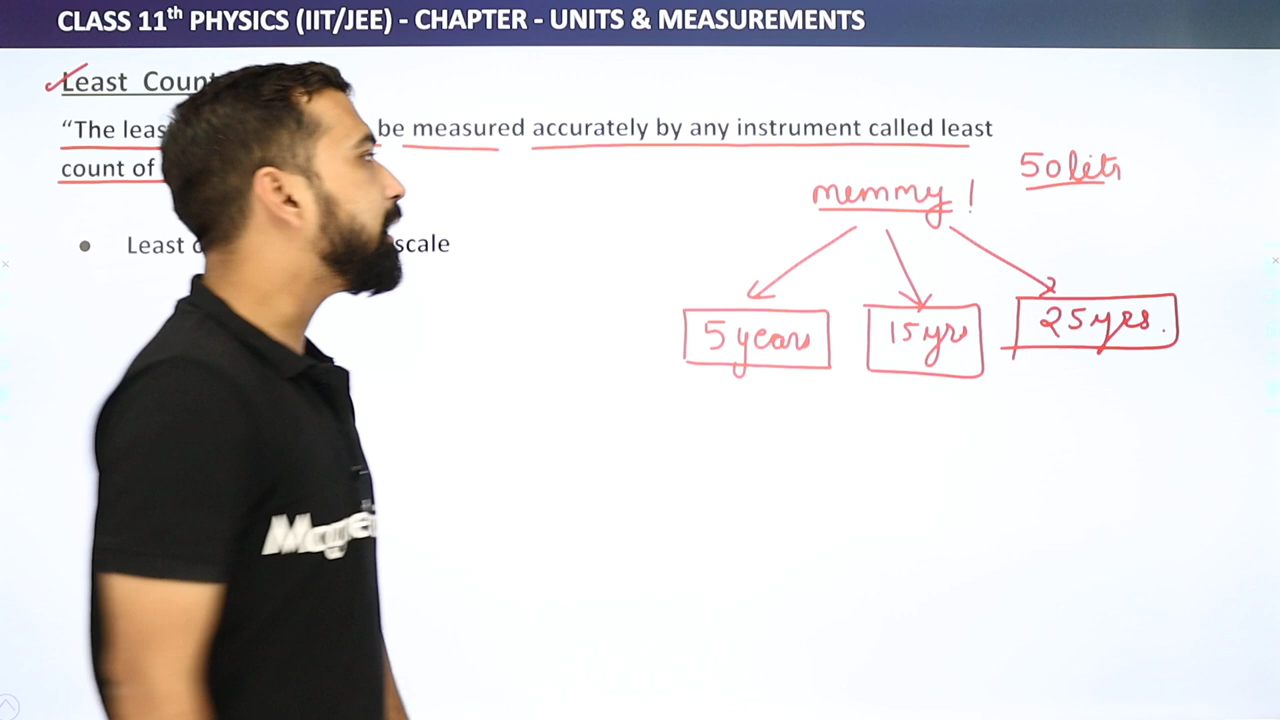 CLASS 11th PHYSICS (IIT/JEE) - CHAPTER - UNITS & MEASUREMENTS
Least Count
“The leas be measured accurately by any instrument called least
count of
50 litr
memmy !
Least scale
5 years 15 yrs 25 yrs.
Magne